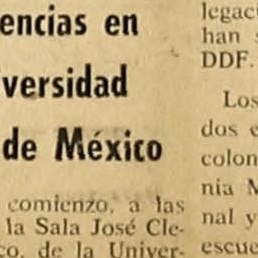 encias en
versidad
de México
comienzo, a las
la Sala José Cle-
co, de la Univer-
legaci
han s
DDF.
Los
dos e
colon
nia M
nal y
escue